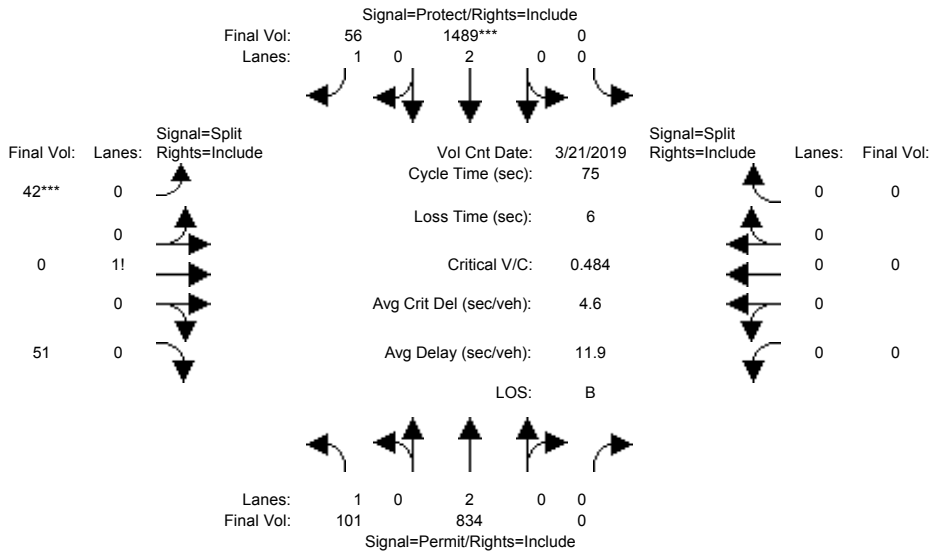 Signal=Protect/Rights=Include
Final Vol: 56 1489*** 0
Lanes: 1 0 2 0 0
Signal=Split Signal=Split
Final Vol: Lanes: Rights=Include Vol Cnt Date: 3/21/2019 Rights=Include Lanes: Final Vol:
Cycle Time (sec): 75
42*** 0 0 0
Loss Time (sec): 6
0 0
0 1! Critical V/C: 0.484 0 0
0 Avg Crit Del (sec/veh): 4.6 0
51 0 Avg Delay (sec/veh): 11.9 0 0
LOS: B
Lanes: 1 0 2 0 0
Final Vol: 101 834 0
Signal=Permit/Rights=Include